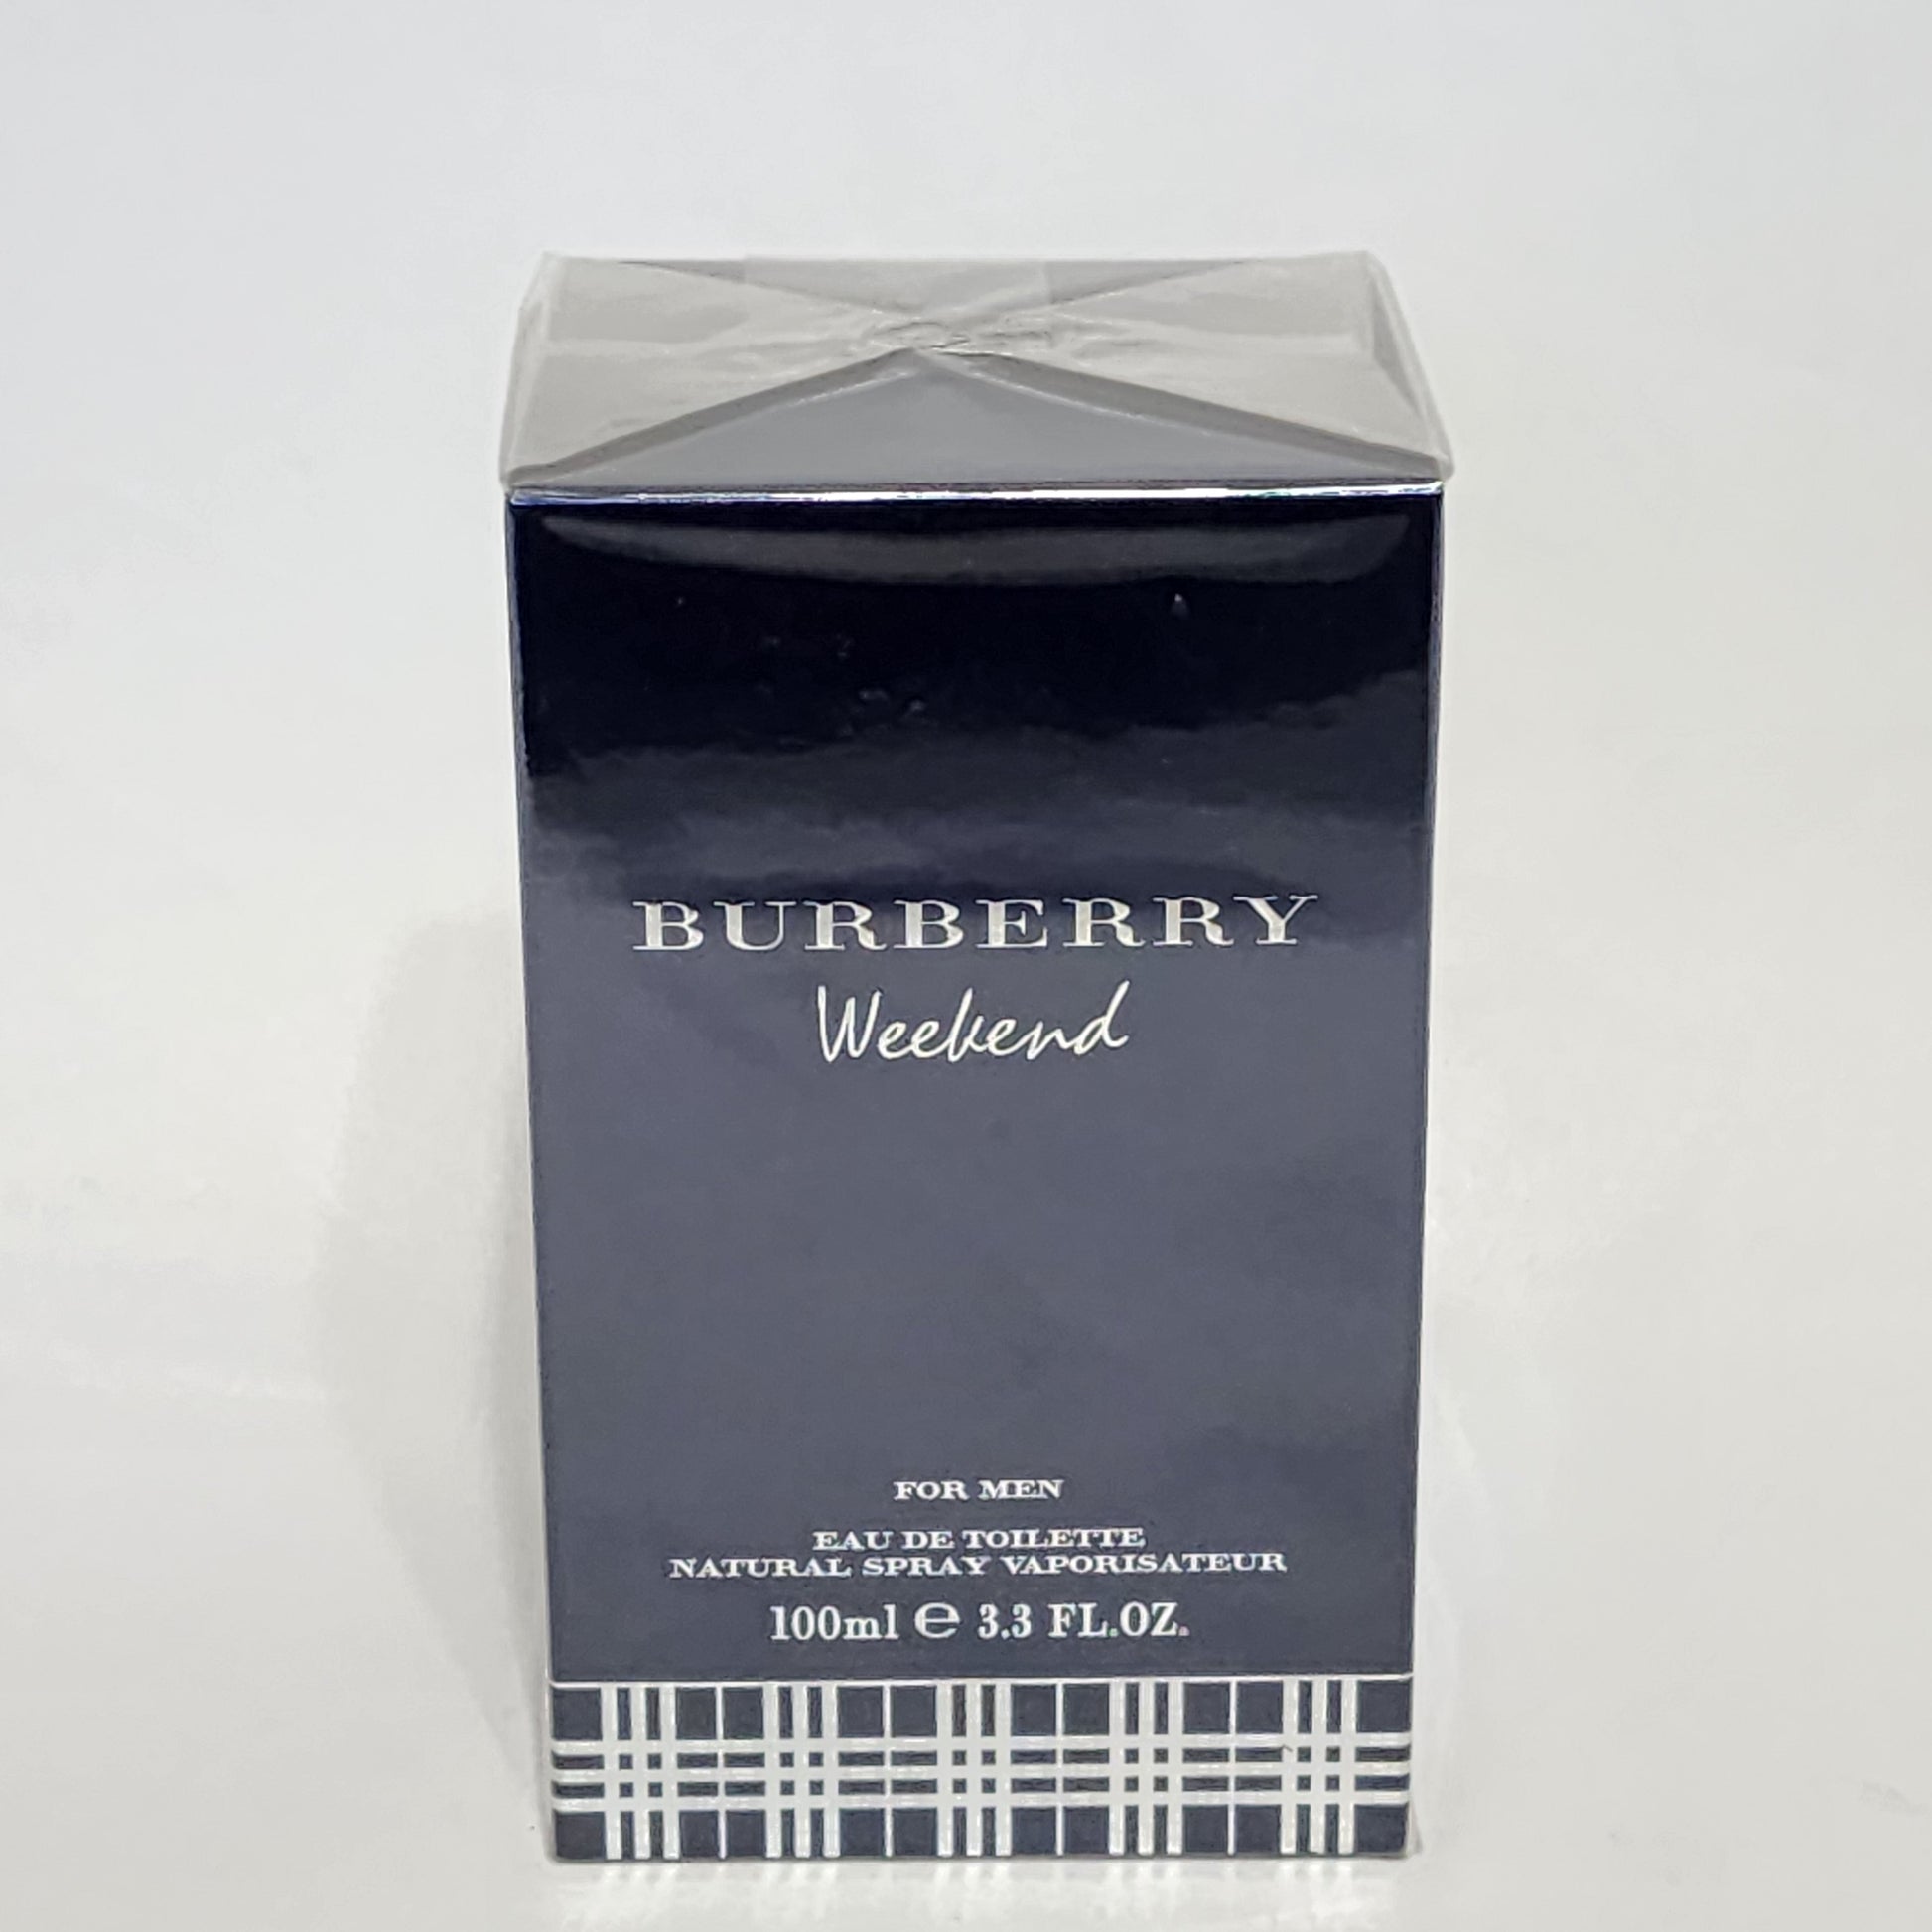 BURBERRY
Weekend
FOR MEN
EAU DE TOILETTE
NATURAL SPRAY VAPORISATEUR
100ml ℮ 3.3 FL.OZ.